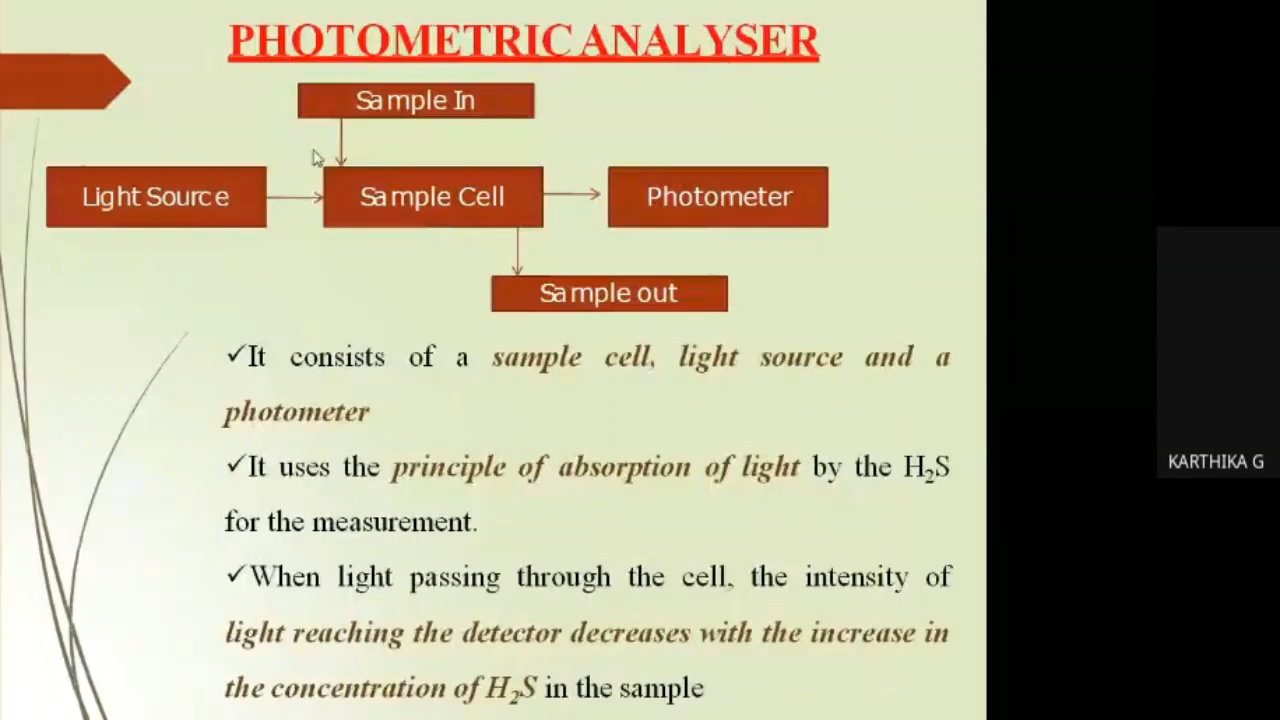 PHOTOMETRIC ANALYSER
Sample In
Light Source
Sample Cell
Photometer
Sample out
✓It consists of a sample cell, light source and a
photometer
✓It uses the principle of absorption of light by the H₂S
for the measurement.
✓When light passing through the cell, the intensity of
light reaching the detector decreases with the increase in
the concentration of H₂S in the sample
KARTHIKA G